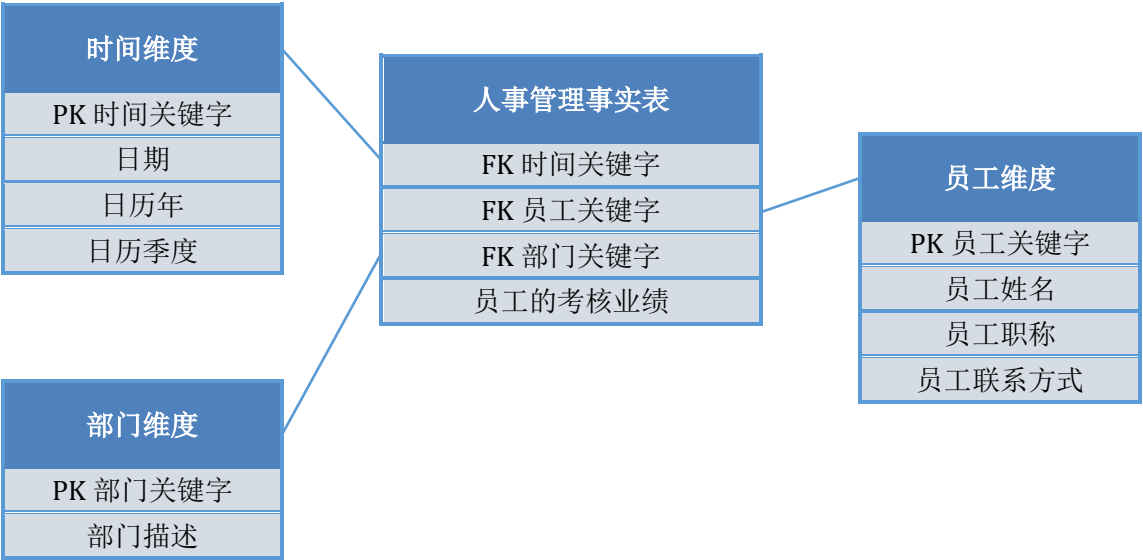 时间维度
PK 时间关键字
日期
日历年
日历季度
人事管理事实表
FK 时间关键字
FK 员工关键字
FK 部门关键字
员工的考核业绩
员工维度
PK 员工关键字
员工姓名
员工职称
员工联系方式
部门维度
PK 部门关键字
部门描述